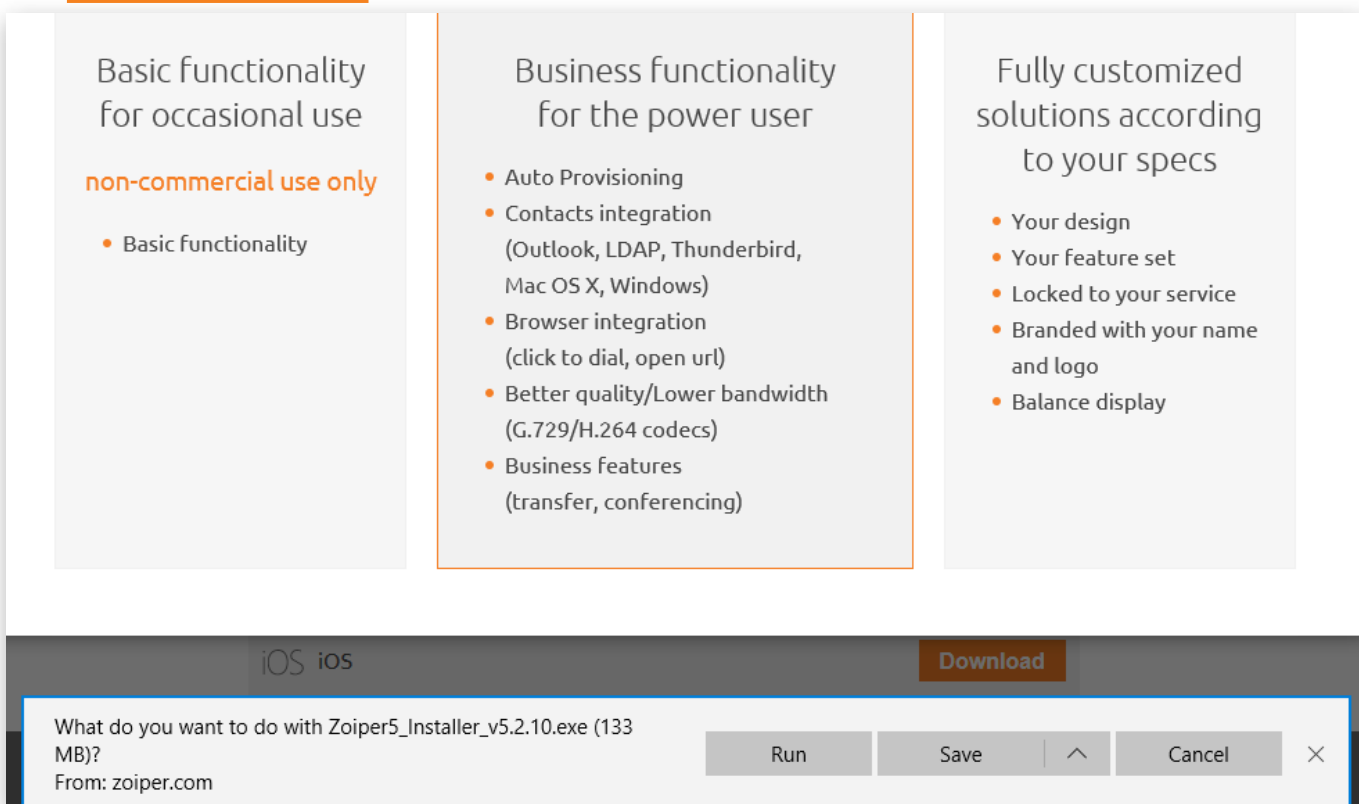 Basic functionality
for occasional use
non-commercial use only
• Basic functionality
Business functionality
for the power user
• Auto Provisioning
• Contacts integration
(Outlook, LDAP, Thunderbird,
Mac OS X, Windows)
• Browser integration
(click to dial, open url)
• Better quality/Lower bandwidth
(G.729/H.264 codecs)
• Business features
(transfer, conferencing)
Fully customized
solutions according
to your specs
• Your design
• Your feature set
• Locked to your service
• Branded with your name
and logo
• Balance display
iOS iOS
Download
What do you want to do with Zoiper5_Installer_v5.2.10.exe (133
MB)?
From: zoiper.com
Run
Save
Cancel